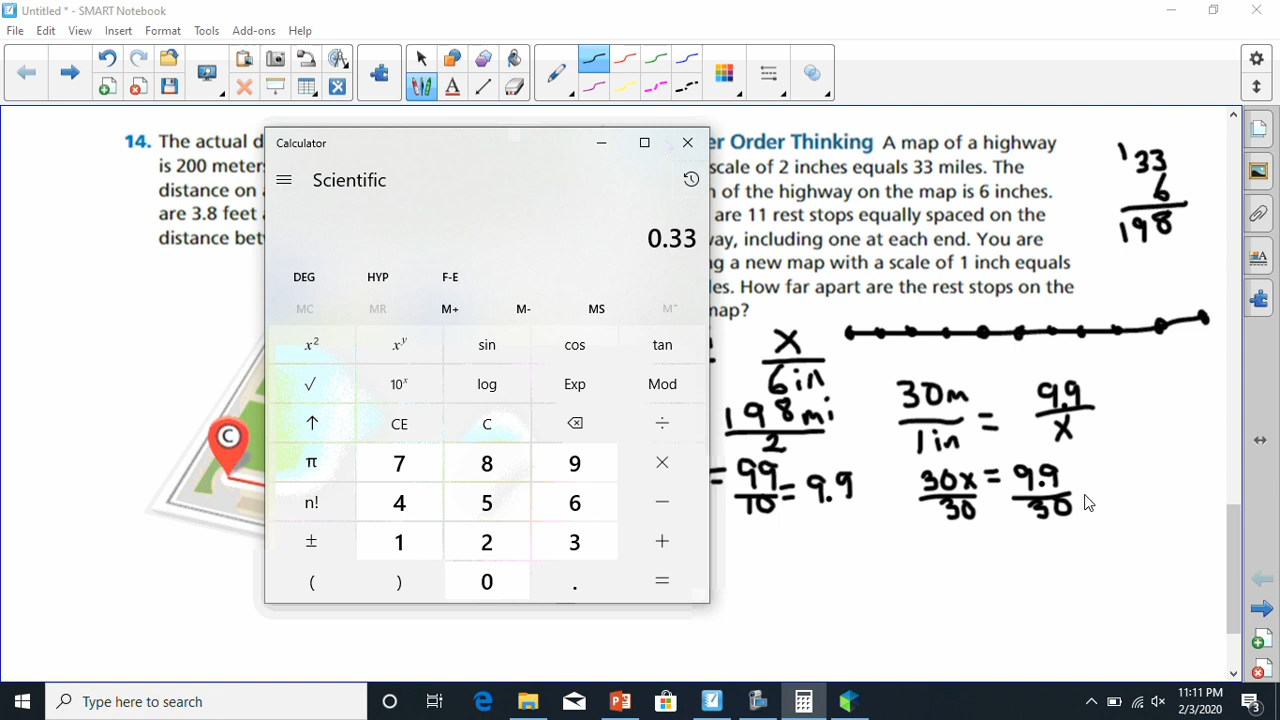 Untitled * - SMART Notebook
File Edit View Insert Format Tools Add-ons Help
14. The actual d
is 200 meter
distance on
are 3.8 feet
distance bet
C
Calculator
Scientific
0.33
DEG HYP F-E
MC MR M+ M- MS M˅
x² xʸ sin cos tan
√ 10ˣ log Exp Mod
↑ CE C ÷
π 7 8 9 ×
n! 4 5 6 −
± 1 2 3 +
( ) 0 . =
er Order Thinking A map of a highway
scale of 2 inches equals 33 miles. The
of the highway on the map is 6 inches.
are 11 rest stops equally spaced on the
ay, including one at each end. You are
g a new map with a scale of 1 inch equals
les. How far apart are the rest stops on the
map?
1
33
6
198
x
6in
198mi
2
= 99
10
= 9.9
30m
1in
= 9.9
x
30x = 9.9
30 30
Type here to search
11:11 PM
2/3/2020
3